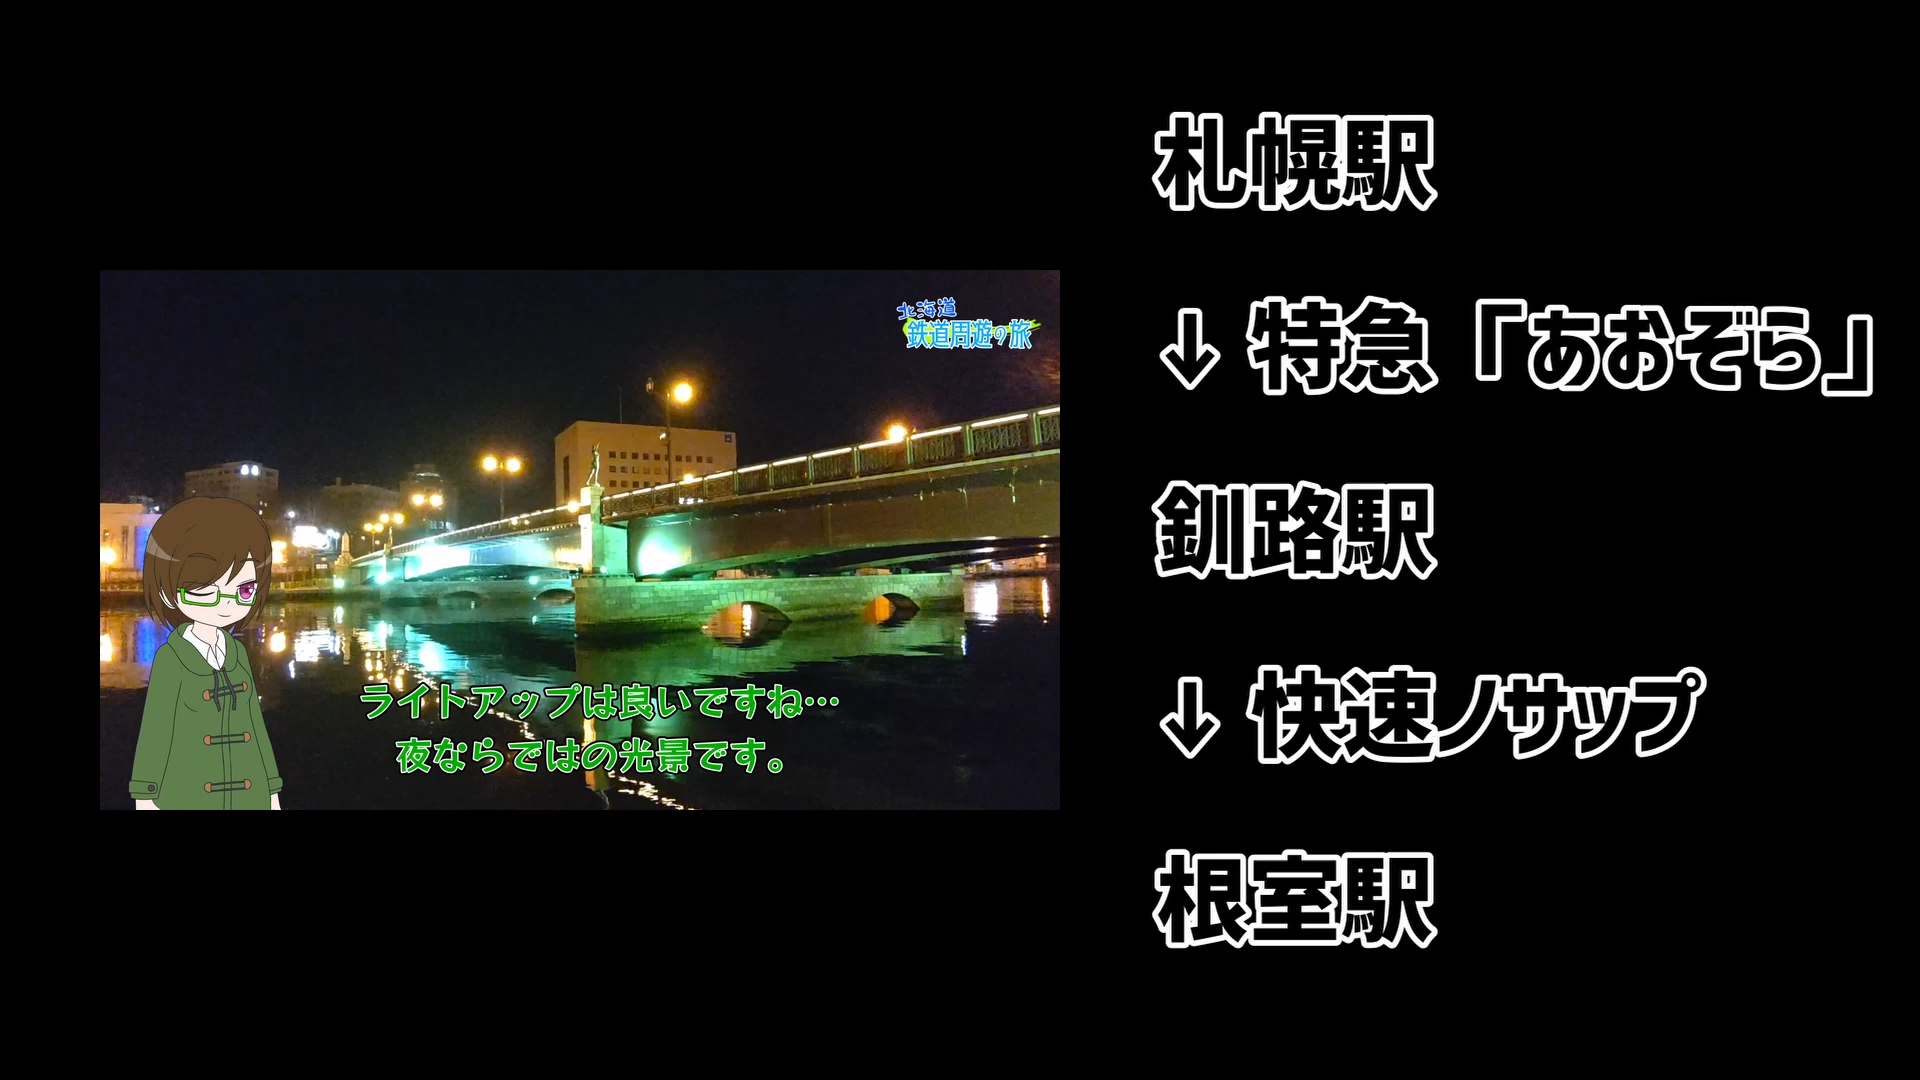 北海道
鉄道周遊の旅
ライトアップは良いですね…
夜ならではの光景です。
札幌駅
↓ 特急「あおぞら」
釧路駅
↓ 快速ノサップ
根室駅